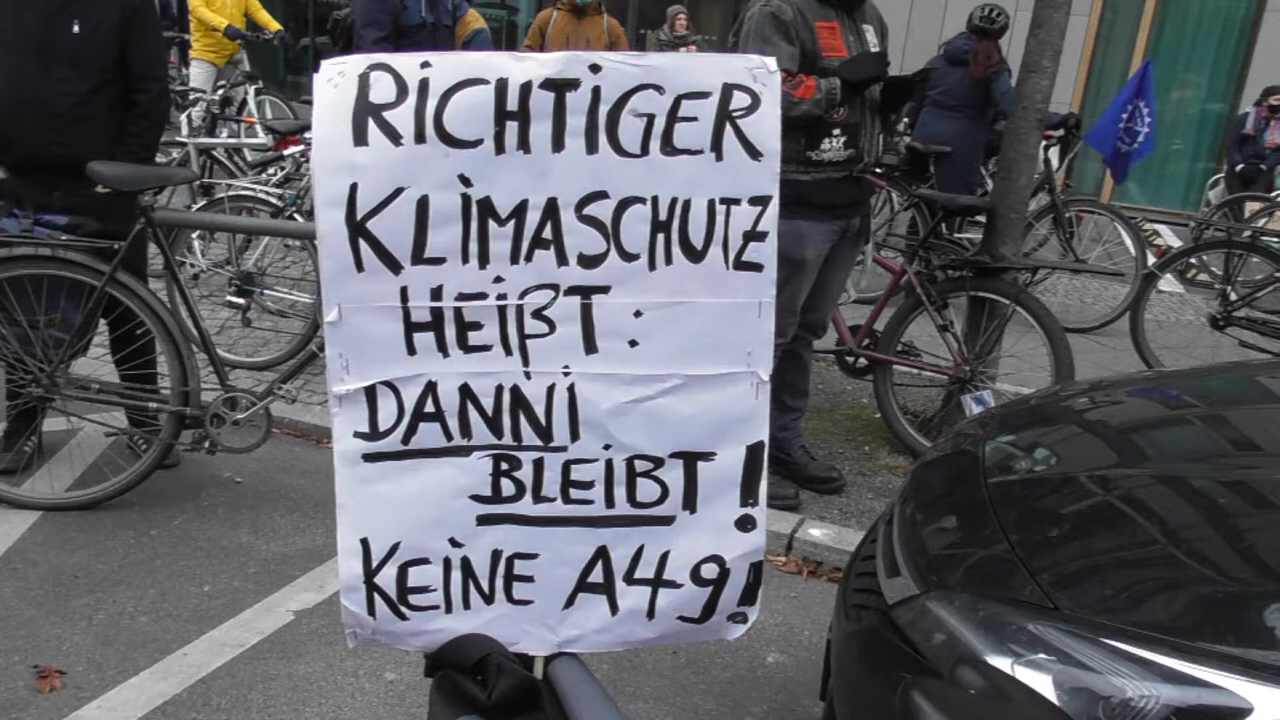 RiCHTiGER
KLiMASCHUTZ
HEißT:
DANNi
BLEiBT!
KEiNE A49!